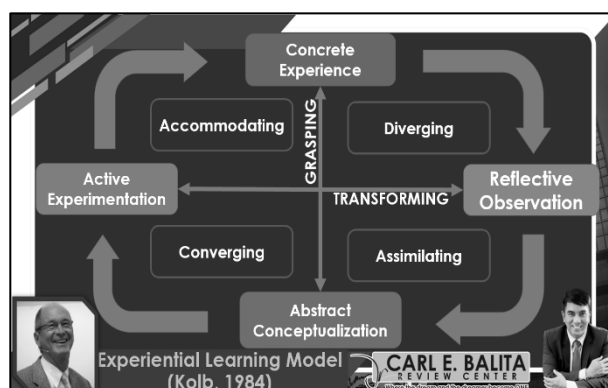 Concrete
Experience
Accommodating
GRASPING
Diverging
Active
Experimentation
TRANSFORMING
Reflective
Observation
Converging
Assimilating
Abstract
Conceptualization
Experiential Learning Model
(Kolb, 1984)
CARL E. BALITA
REVIEW CENTER